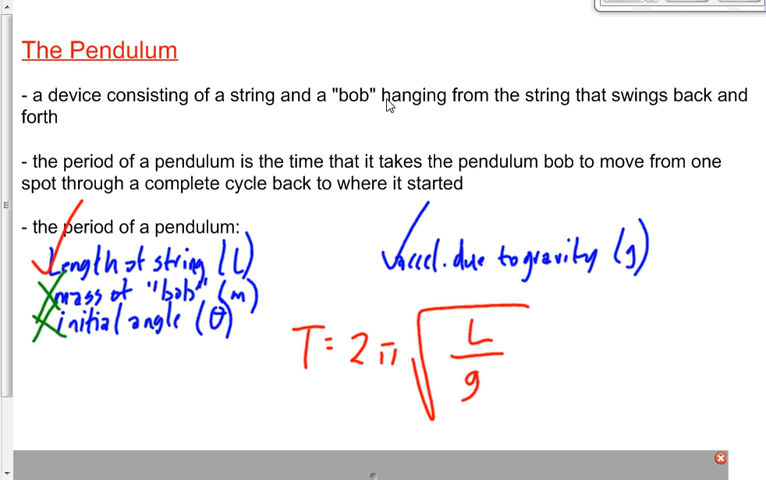 The Pendulum
- a device consisting of a string and a "bob" hanging from the string that swings back and
forth
- the period of a pendulum is the time that it takes the pendulum bob to move from one
spot through a complete cycle back to where it started
- the period of a pendulum:
Length of string (L)
accel. due to gravity (g)
mass of "bob" (m)
initial angle (θ)
T = 2π√(L/g)